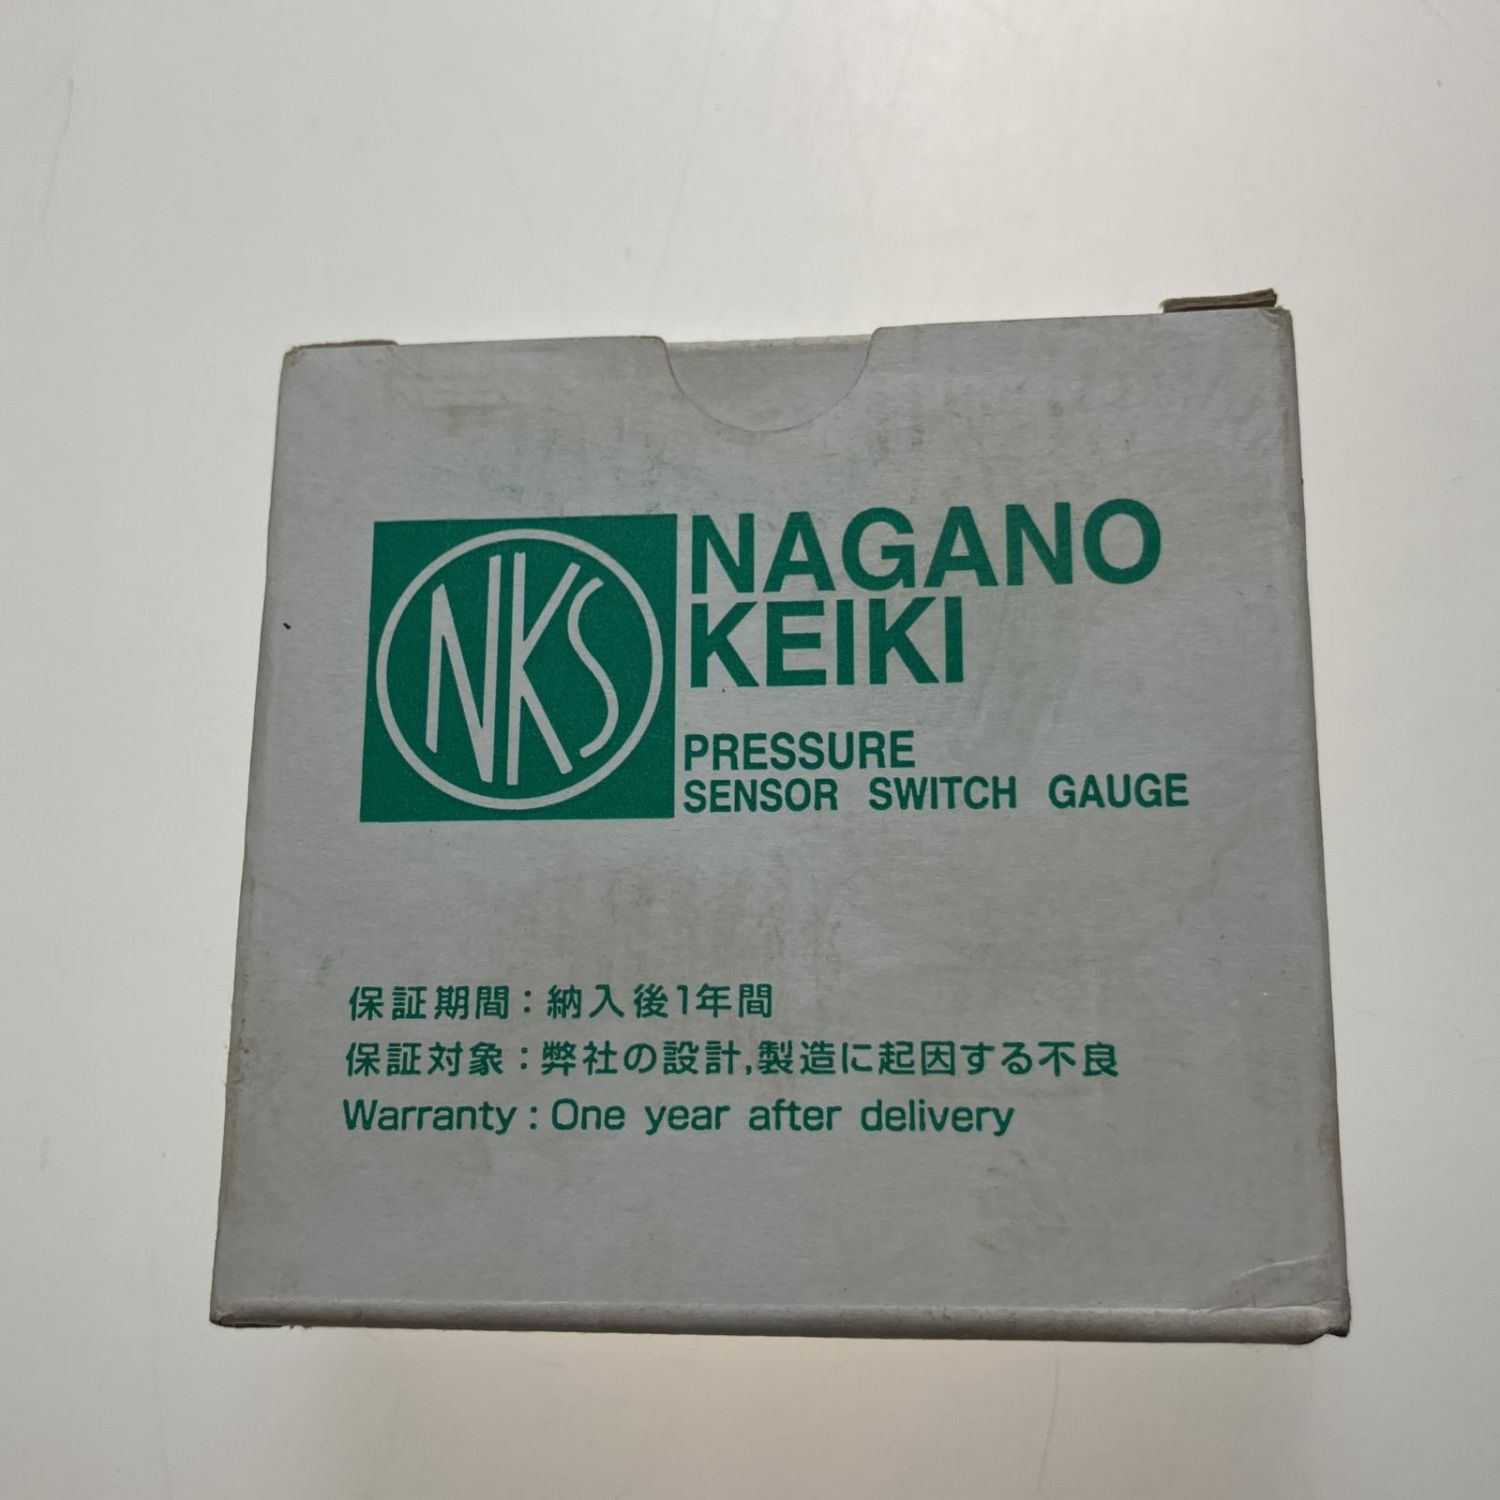 NKS
NAGANO
KEIKI
PRESSURE
SENSOR SWITCH GAUGE
保証期間：納入後1年間
保証対象：弊社の設計,製造に起因する不良
Warranty : One year after delivery